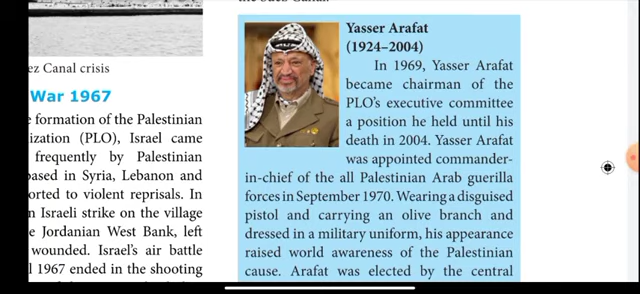 ez Canal crisis
War 1967
e formation of the Palestinian
ization (PLO), Israel came
frequently by Palestinian
based in Syria, Lebanon and
orted to violent reprisals. In
n Israeli strike on the village
e Jordanian West Bank, left
wounded. Israel's air battle
l 1967 ended in the shooting
Yasser Arafat
(1924–2004)
In 1969, Yasser Arafat
became chairman of the
PLO's executive committee
a position he held until his
death in 2004. Yasser Arafat
was appointed commander-
in-chief of the all Palestinian Arab guerilla
forces in September 1970. Wearing a disguised
pistol and carrying an olive branch and
dressed in a military uniform, his appearance
raised world awareness of the Palestinian
cause. Arafat was elected by the central